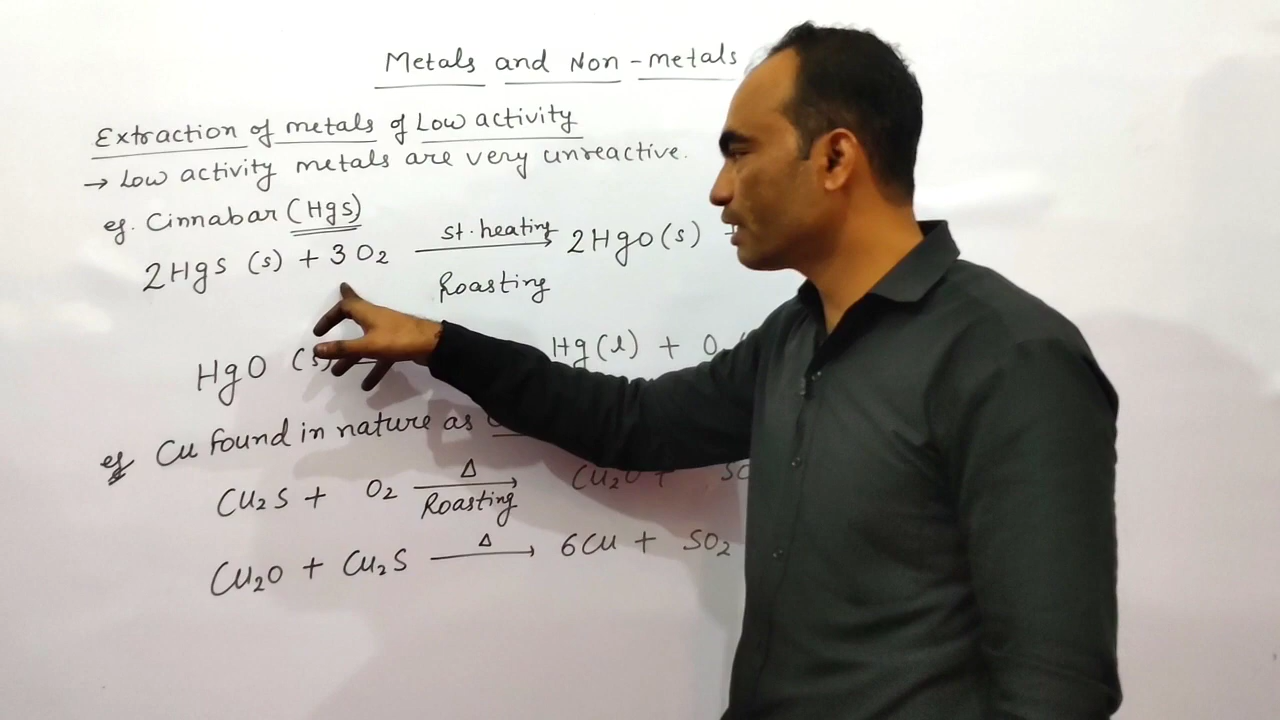 Metals and Non-metals
Extraction of metals of Low activity
→ Low activity metals are very unreactive.
eg. Cinnabar (HgS)
2HgS (s) + 3O₂ st. heating → Roasting 2HgO(s) +
HgO (s) Hg(l) + O
eg Cu found in nature as
Cu₂S + O₂ Δ → Roasting Cu₂O + SO
Cu₂O + Cu₂S Δ → 6Cu + SO₂